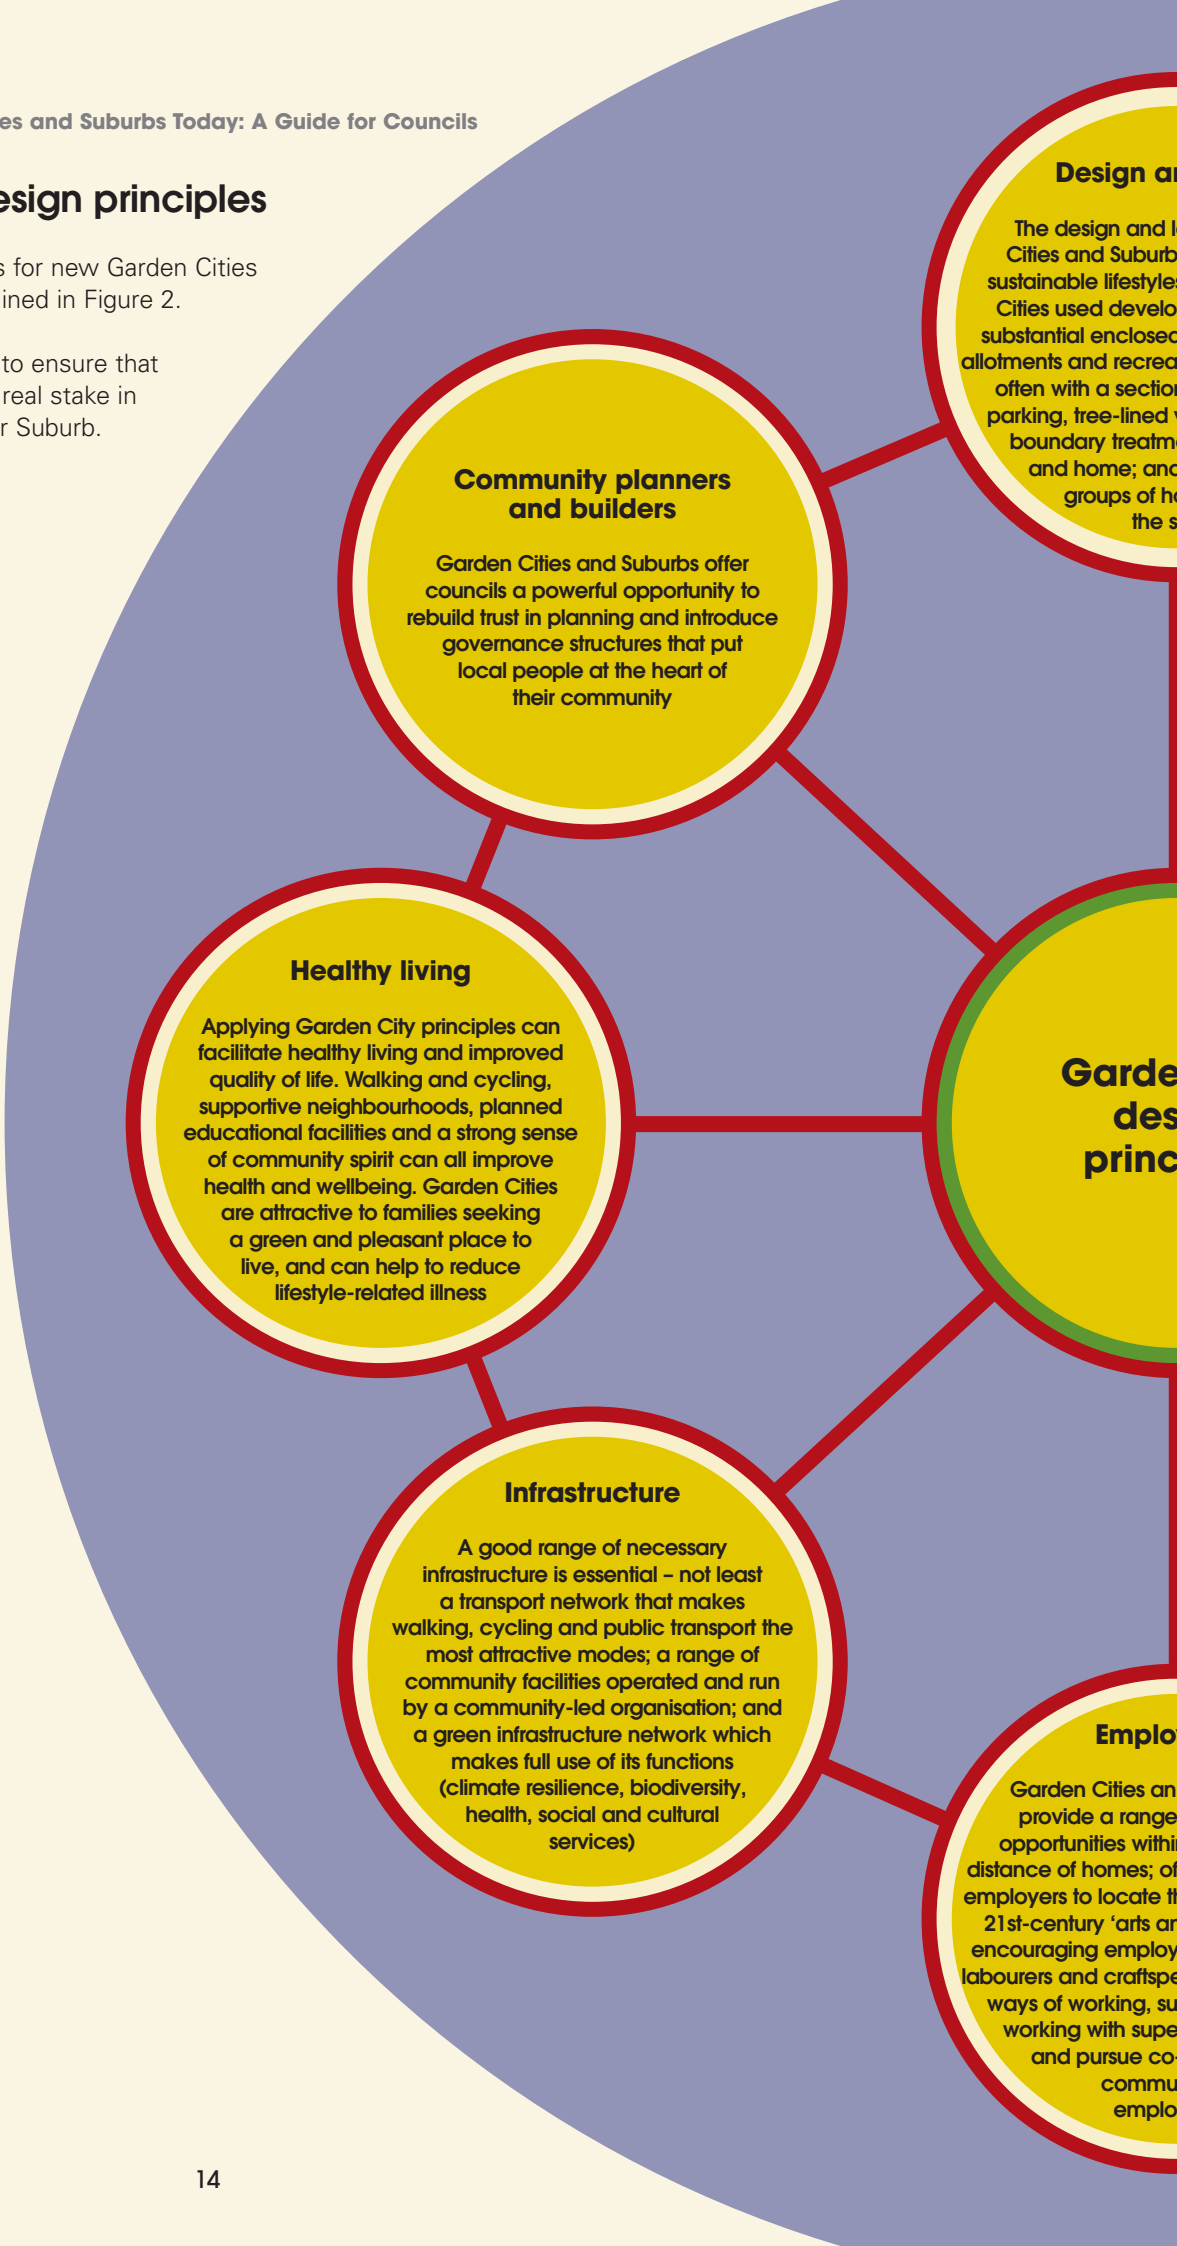 es and Suburbs Today: A Guide for Councils
esign principles
s for new Garden Cities
ined in Figure 2.
to ensure that
real stake in
r Suburb.
Design ar
The design and l
Cities and Suburb
sustainable lifestyles
Cities used develo
substantial enclosed
allotments and recrea
often with a section
parking, tree-lined v
boundary treatme
and home; and
groups of ho
the s
Community planners
and builders
Garden Cities and Suburbs offer
councils a powerful opportunity to
rebuild trust in planning and introduce
governance structures that put
local people at the heart of
their community
Healthy living
Applying Garden City principles can
facilitate healthy living and improved
quality of life. Walking and cycling,
supportive neighbourhoods, planned
educational facilities and a strong sense
of community spirit can all improve
health and wellbeing. Garden Cities
are attractive to families seeking
a green and pleasant place to
live, and can help to reduce
lifestyle-related illness
Garde
des
princ
Infrastructure
A good range of necessary
infrastructure is essential – not least
a transport network that makes
walking, cycling and public transport the
most attractive modes; a range of
community facilities operated and run
by a community-led organisation; and
a green infrastructure network which
makes full use of its functions
(climate resilience, biodiversity,
health, social and cultural
services)
Emplo
Garden Cities an
provide a range
opportunities within
distance of homes; of
employers to locate th
21st-century ‘arts an
encouraging employ
labourers and craftspe
ways of working, su
working with supe
and pursue co-
commu
emplo
14